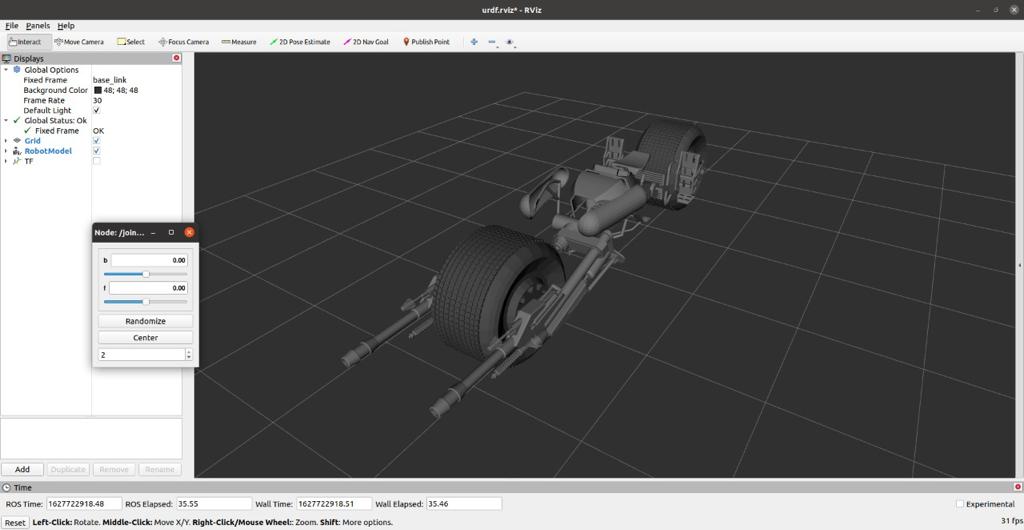 urdf.rviz* - RViz
File Panels Help
Interact Move Camera Select Focus Camera Measure 2D Pose Estimate 2D Nav Goal Publish Point
Displays
Global Options
Fixed Frame base_link
Background Color 48; 48; 48
Frame Rate 30
Default Light
Global Status: Ok
Fixed Frame OK
Grid
RobotModel
TF
Node: /join...
b 0.00
f 0.00
Randomize
Center
2
Add Duplicate Remove Rename
Time
ROS Time: 1627722918.48 ROS Elapsed: 35.55 Wall Time: 1627722918.51 Wall Elapsed: 35.46 Experimental
Reset Left-Click: Rotate. Middle-Click: Move X/Y. Right-Click/Mouse Wheel:: Zoom. Shift: More options. 31 fps